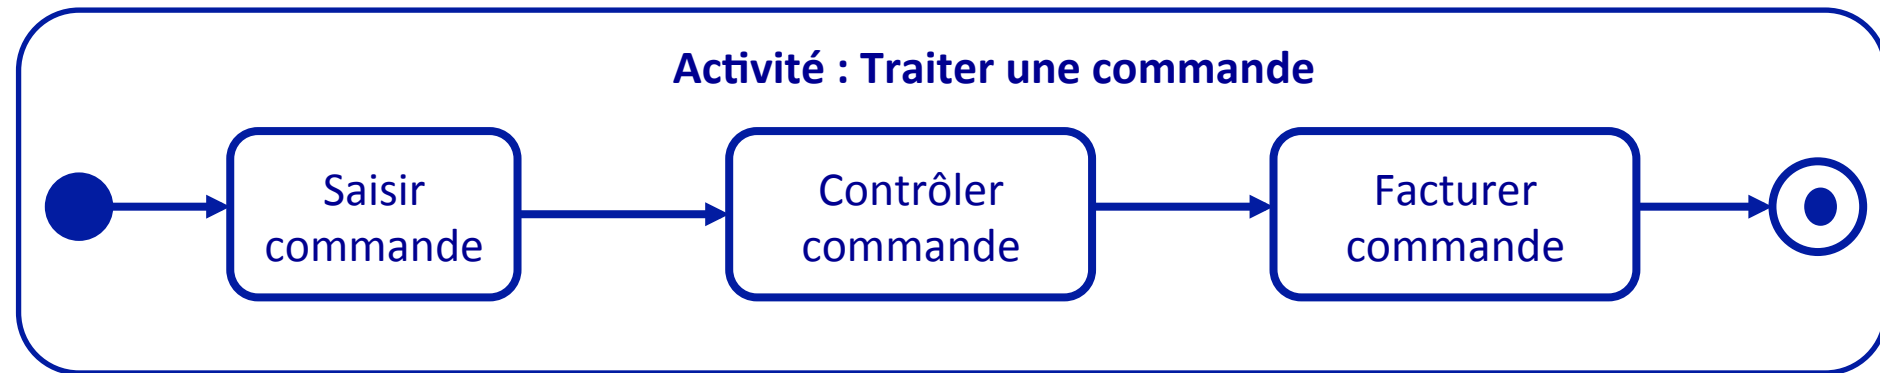 Activité : Traiter une commande
Saisir
commande
Contrôler
commande
Facturer
commande